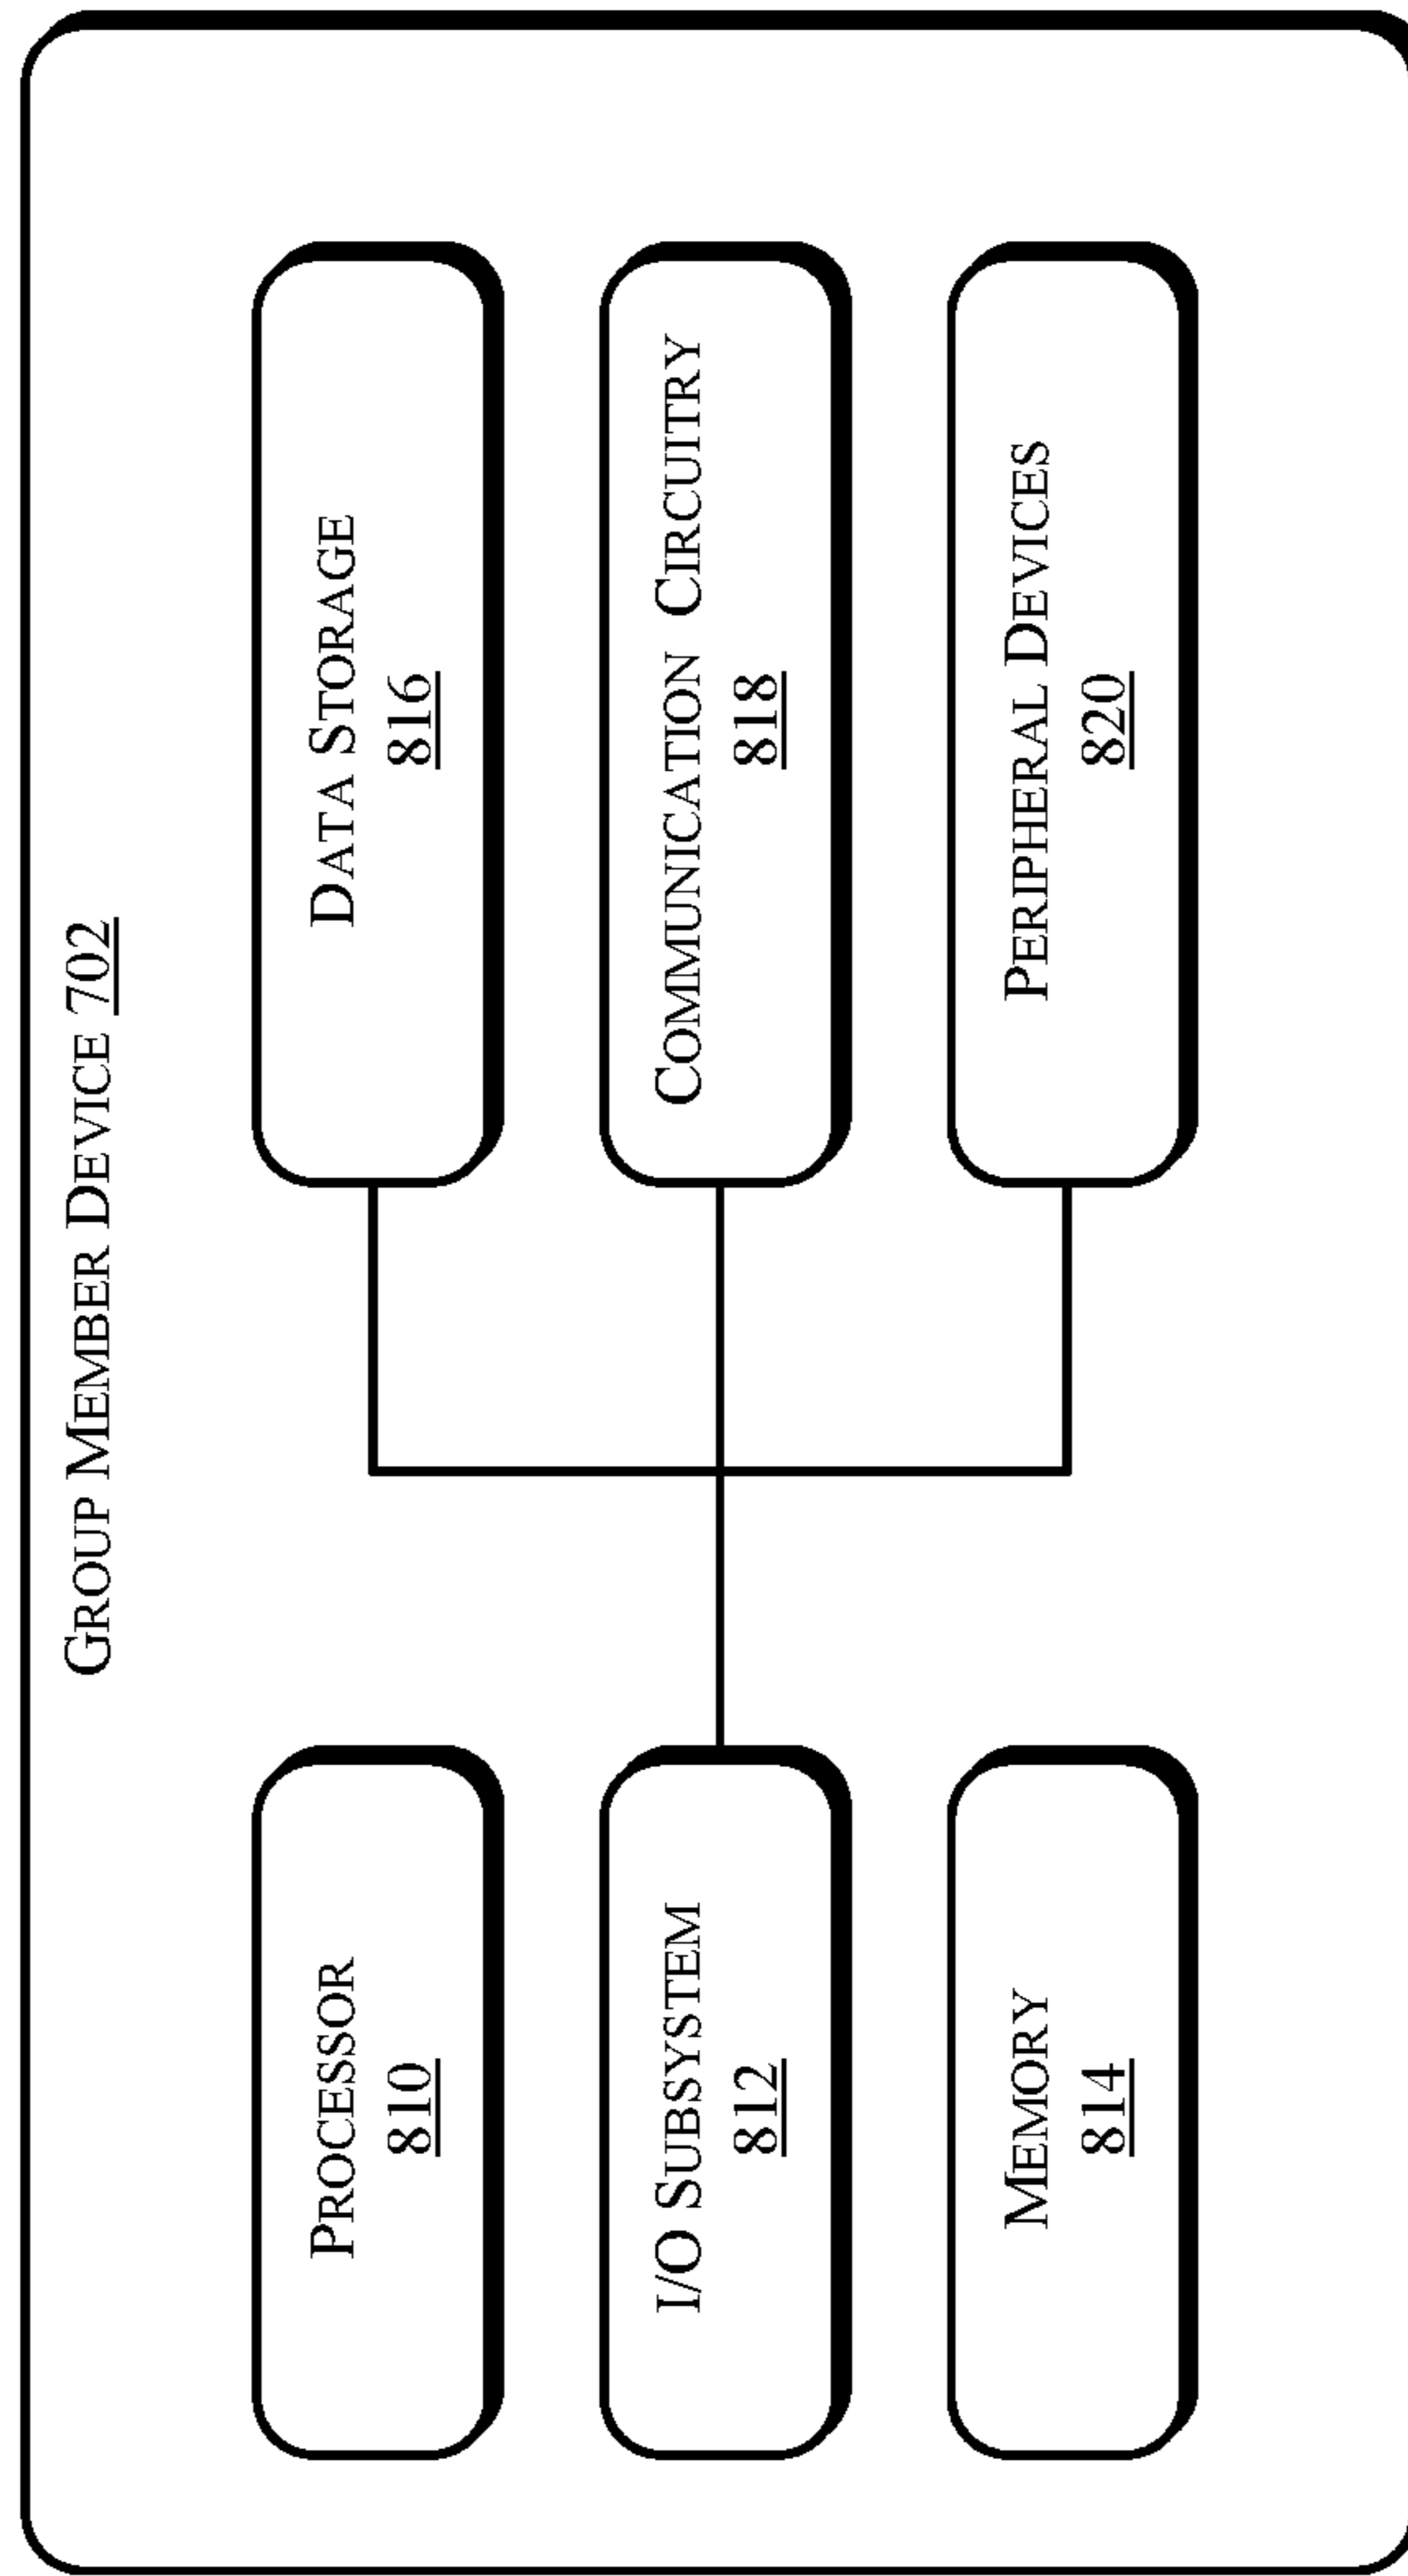 GROUP MEMBER DEVICE 702
PROCESSOR
810
I/O SUBSYSTEM
812
MEMORY
814
DATA STORAGE
816
COMMUNICATION CIRCUITRY
818
PERIPHERAL DEVICES
820